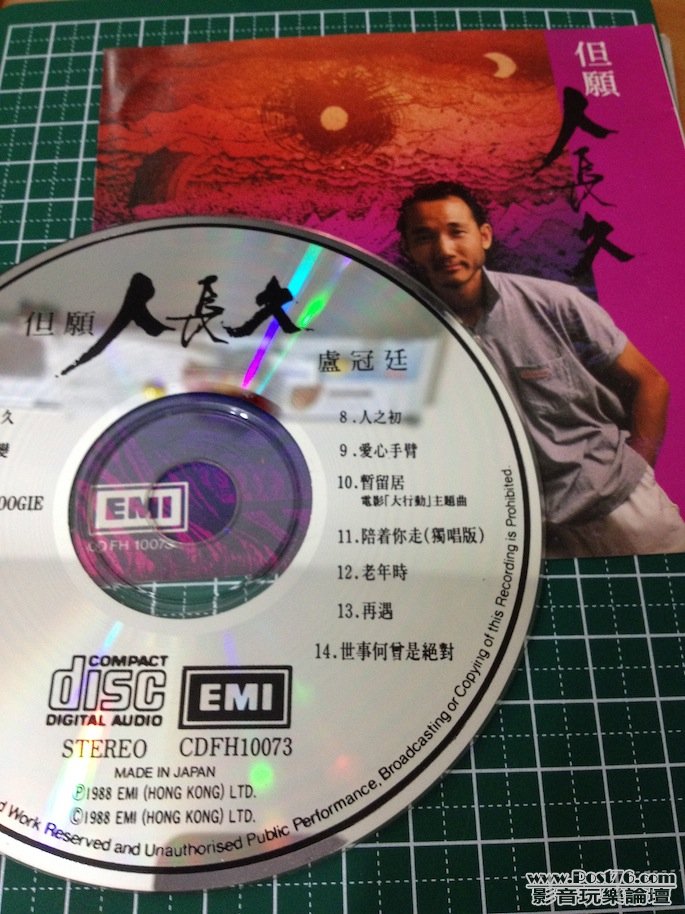 但願
人長久
但願 人長久
盧冠廷
久
變
OOGIE
8.人之初
9.愛心手臂
10.暫留居
電影「大行動」主題曲
11.陪着你走(獨唱版)
12.老年時
13.再遇
14.世事何曾是絕對
EMI
CDFH 10073
COMPACT
disc
DIGITAL AUDIO
EMI
STEREO CDFH10073
MADE IN JAPAN
Ⓟ1988 EMI (HONG KONG) LTD.
©1988 EMI (HONG KONG) LTD.
d Work Reserved and Unauthorised Public Performance, Broadcasting or Copying of this Recording is Prohibited.
www.Post76.com
影音玩樂論壇